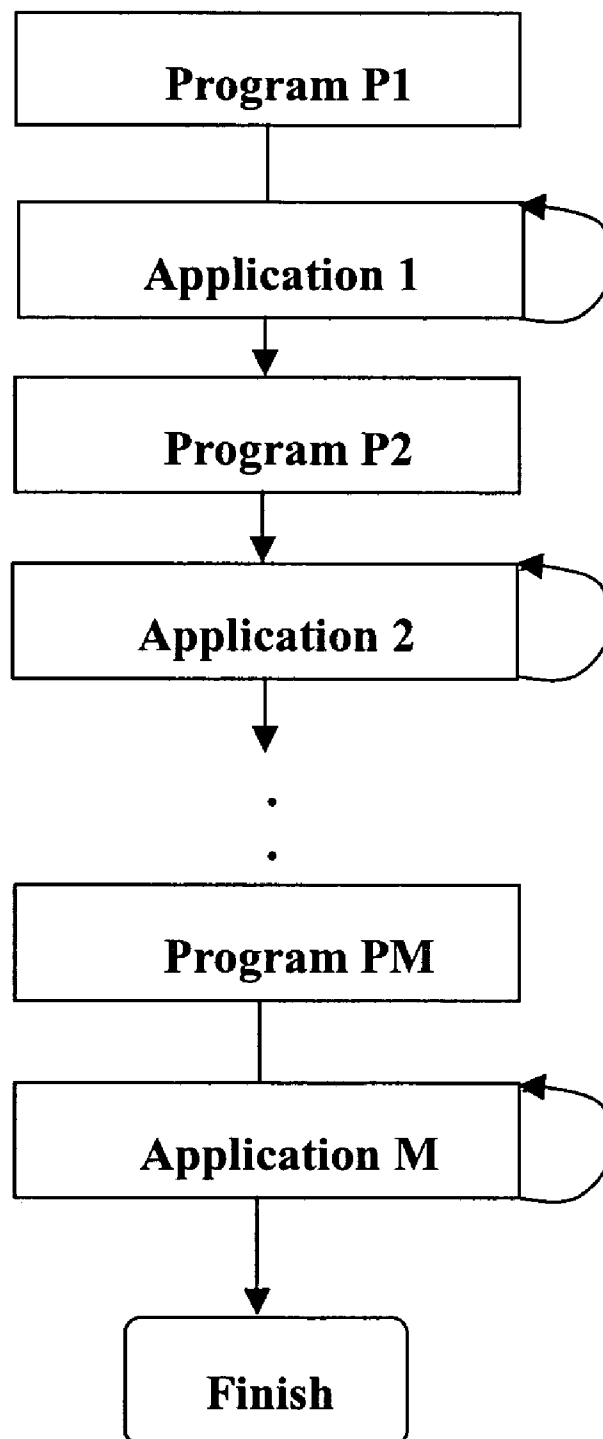 Program P1
Application 1
Program P2
Application 2
.
.
Program PM
Application M
Finish